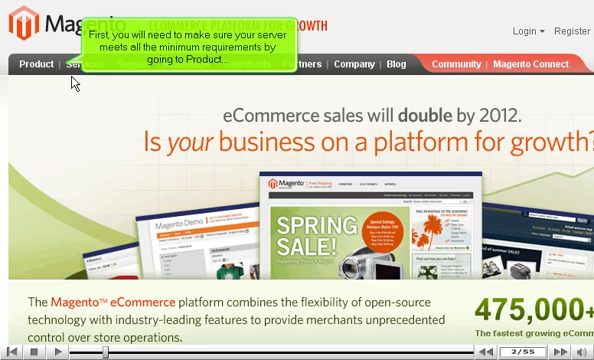 Magento
ECOMMERCE PLATFORM FOR GROWTH
Login
Register
First, you will need to make sure your server
meets all the minimum requirements by
going to Product...
Product | Services
Partners | Company | Blog
Community | Magento Connect
eCommerce sales will double by 2012.
Is your business on a platform for growth?
Magento Demo
Magento
SPRING
SALE!
The Magento™ eCommerce platform combines the flexibility of open-source
technology with industry-leading features to provide merchants unprecedented
control over store operations.
475,000+
The fastest growing eCom
2/55